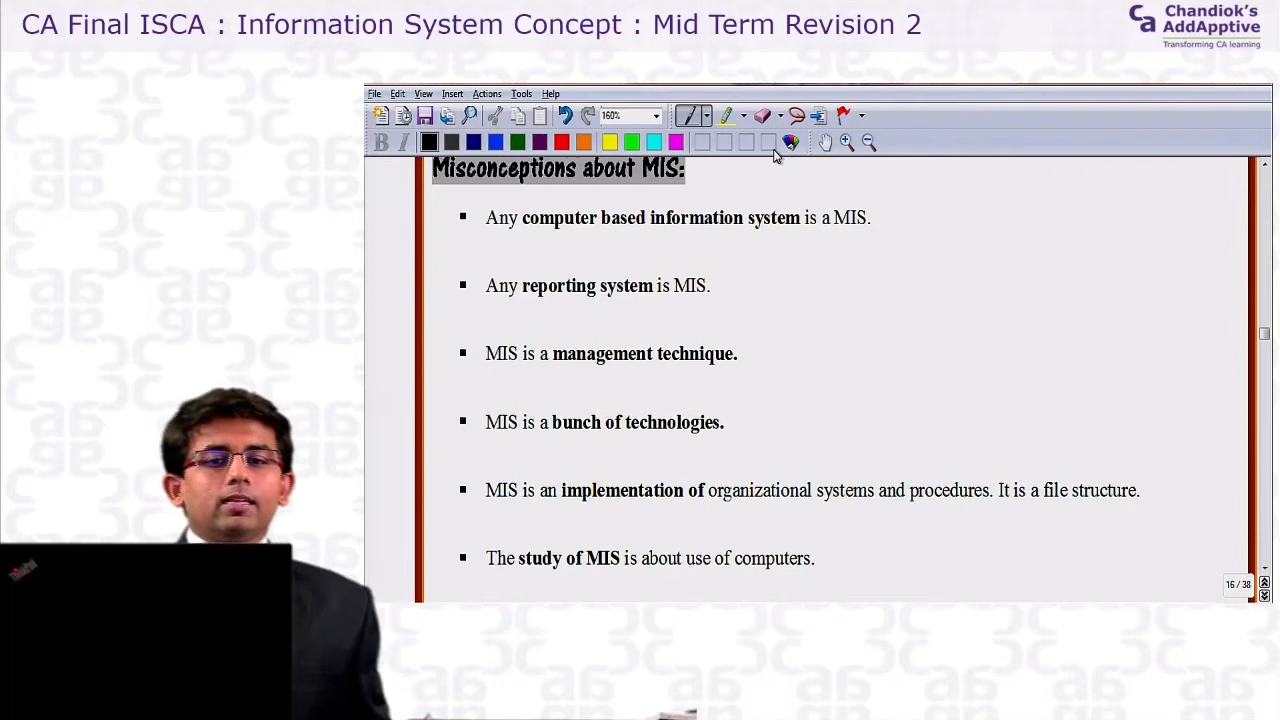 CA Final ISCA : Information System Concept : Mid Term Revision 2
Ca
Chandiok's
AddApptive
Transforming CA learning
File Edit View Insert Actions Tools Help
160%
B I
Misconceptions about MIS:
▪ Any computer based information system is a MIS.
▪ Any reporting system is MIS.
▪ MIS is a management technique.
▪ MIS is a bunch of technologies.
▪ MIS is an implementation of organizational systems and procedures. It is a file structure.
▪ The study of MIS is about use of computers.
16 / 38
ThinkPad